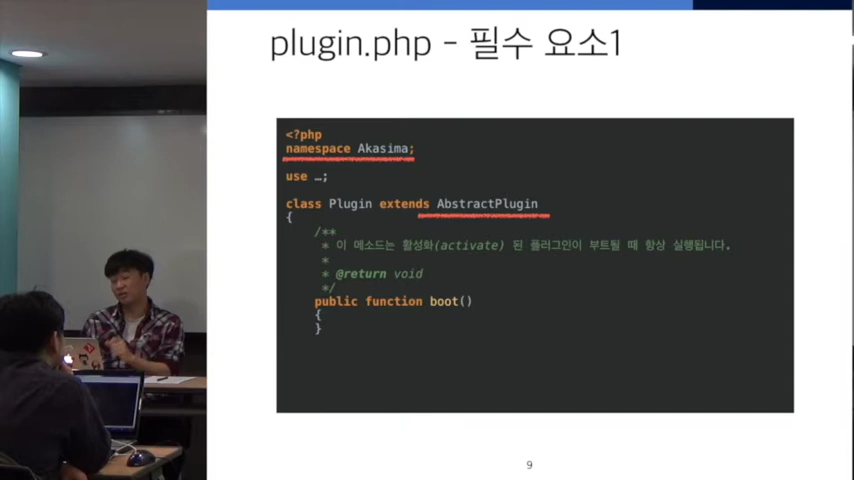 plugin.php - 필수 요소1
<?php
namespace Akasima;
use …;
class Plugin extends AbstractPlugin
{
/**
* 이 메소드는 활성화(activate) 된 플러그인이 부트될 때 항상 실행됩니다.
*
* @return void
*/
public function boot()
{
}
9